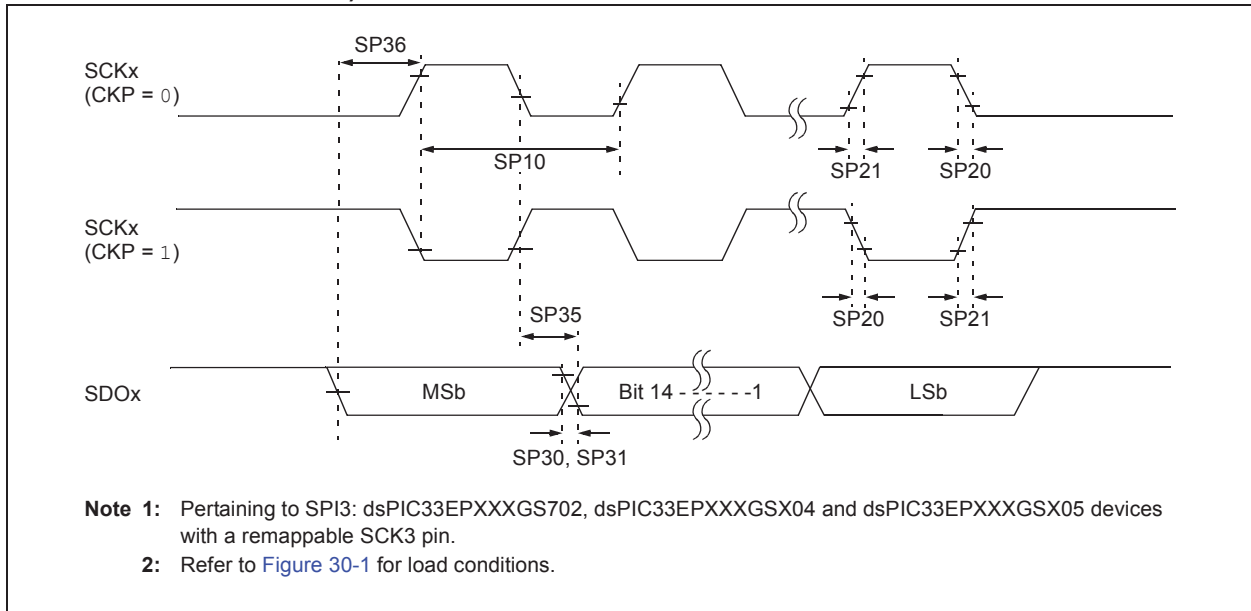 SP36
SCKx
(CKP = 0)
SP10
SP21
SP20
SCKx
(CKP = 1)
SP35
SP20
SP21
SDOx
MSb
Bit 14 - - - - - -1
LSb
SP30, SP31
Note 1: Pertaining to SPI3: dsPIC33EPXXXGS702, dsPIC33EPXXXGSX04 and dsPIC33EPXXXGSX05 devices
with a remappable SCK3 pin.
2: Refer to Figure 30-1 for load conditions.